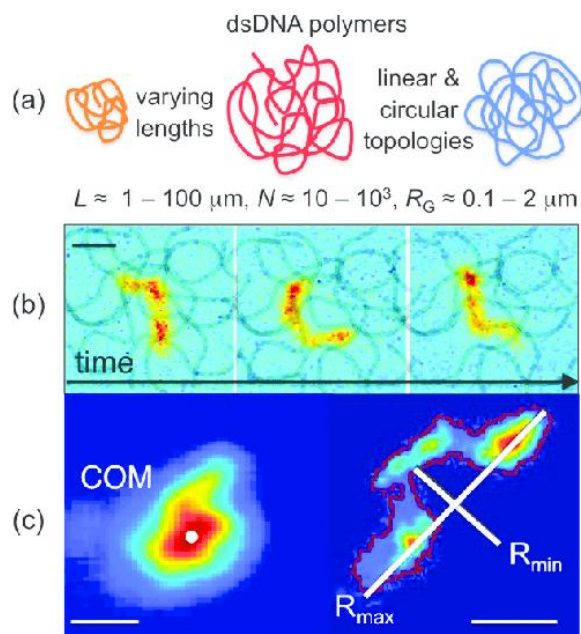 dsDNA polymers
(a)
varying
lengths
linear &
circular
topologies
L ≈ 1 – 100 μm, N ≈ 10 – 10³, R_G ≈ 0.1 – 2 μm
(b)
time
(c)
COM
R_min
R_max